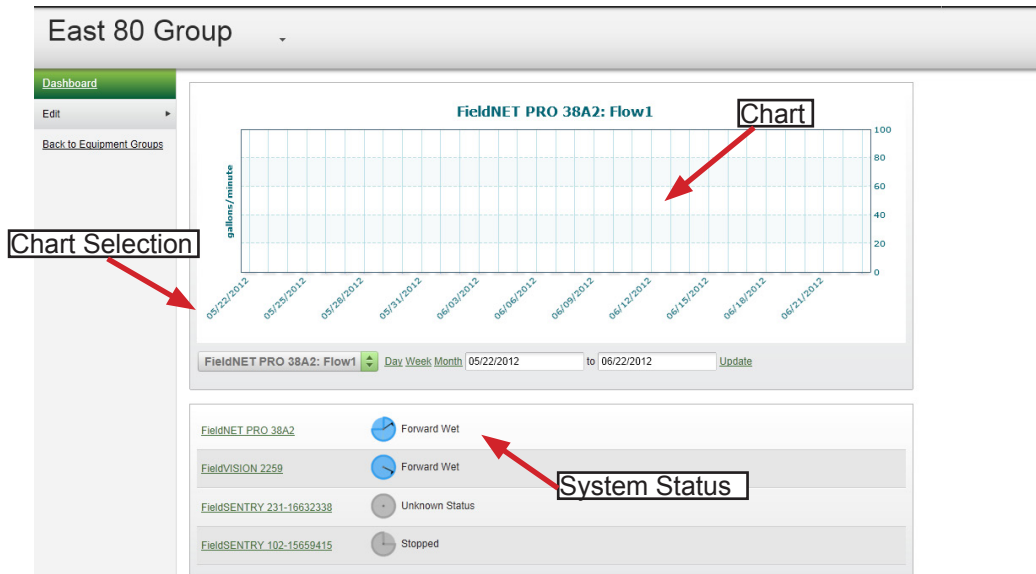 East 80 Group
Dashboard
Edit
Back to Equipment Groups
FieldNET PRO 38A2: Flow1
Chart
gallons/minute
100
80
60
40
20
0
05/22/2012 05/25/2012 05/28/2012 05/31/2012 06/03/2012 06/06/2012 06/09/2012 06/12/2012 06/15/2012 06/18/2012 06/21/2012
Chart Selection
FieldNET PRO 38A2: Flow1 Day Week Month 05/22/2012 to 06/22/2012 Update
FieldNET PRO 38A2 Forward Wet
FieldVISION 2259 Forward Wet
System Status
FieldSENTRY 231-16632338 Unknown Status
FieldSENTRY 102-15659415 Stopped